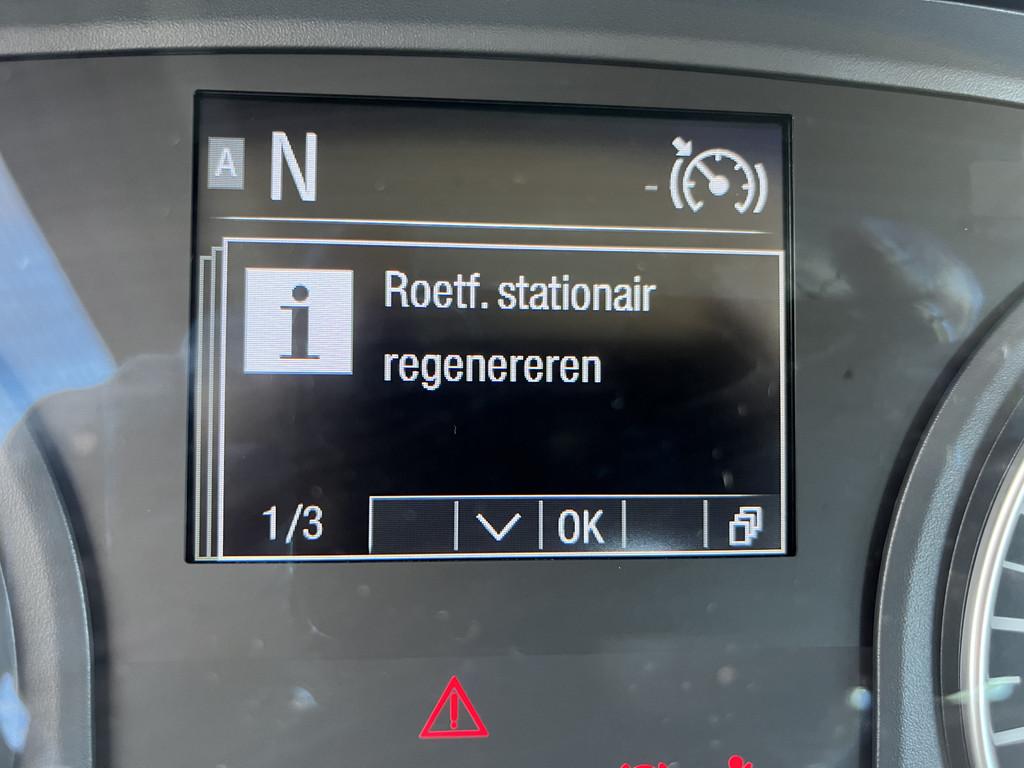 A N
Roetf. stationair
regenereren
1/3
OK